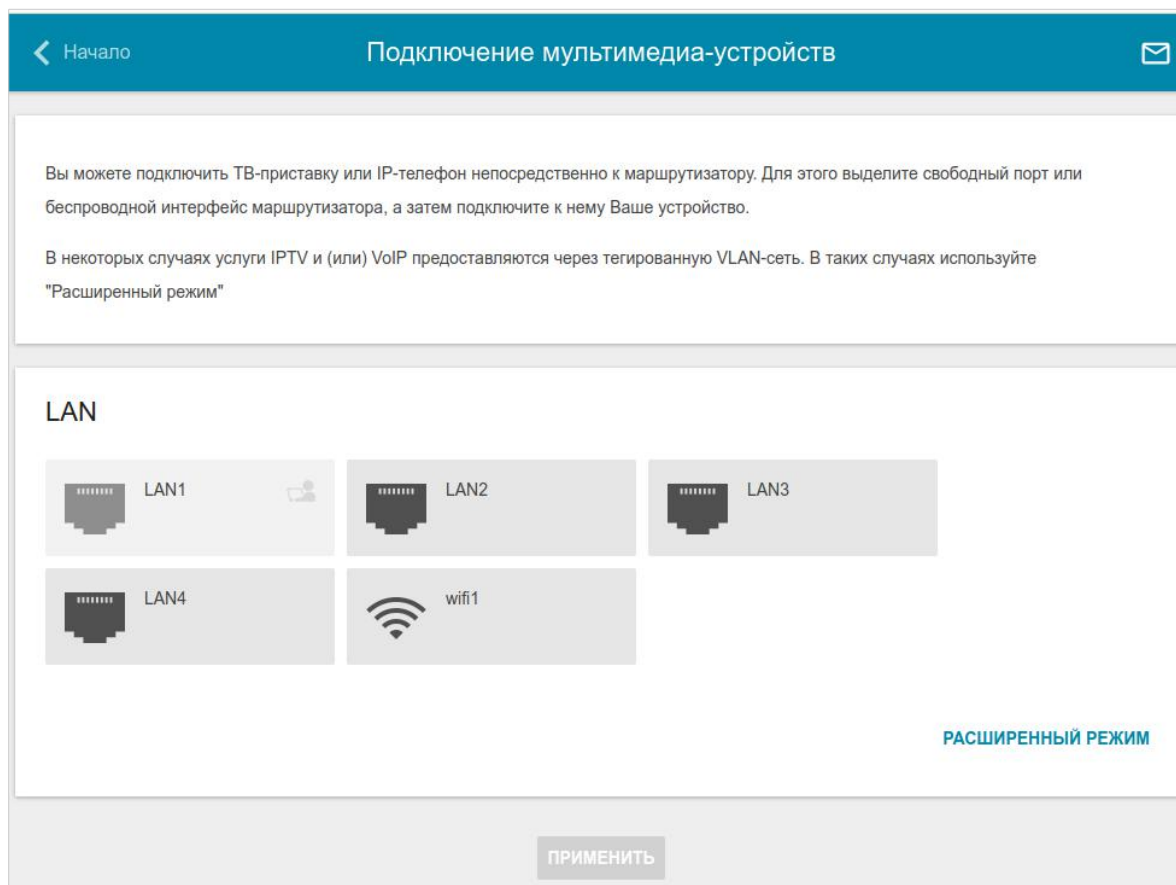 Начало
Подключение мультимедиа-устройств
Вы можете подключить ТВ-приставку или IP-телефон непосредственно к маршрутизатору. Для этого выделите свободный порт или
беспроводной интерфейс маршрутизатора, а затем подключите к нему Ваше устройство.
В некоторых случаях услуги IPTV и (или) VoIP предоставляются через тегированную VLAN-сеть. В таких случаях используйте
"Расширенный режим"
LAN
LAN1
LAN2
LAN3
LAN4
wifi1
РАСШИРЕННЫЙ РЕЖИМ
ПРИМЕНИТЬ